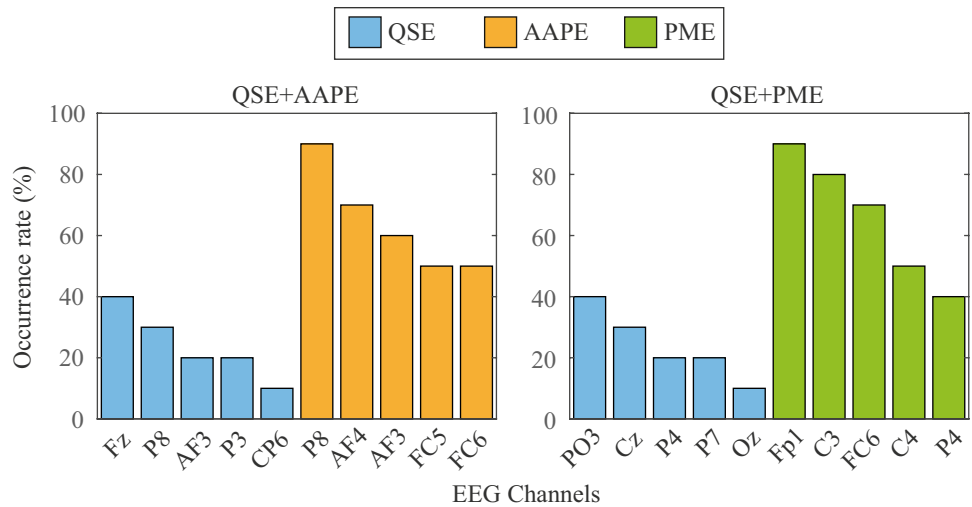 QSE AAPE PME
QSE+AAPE QSE+PME
Occurrence rate (%)
100 100
80 80
60 60
40 40
20 20
0 0
Fz P8 AF3 P3 CP6 P8 AF4 AF3 FC5 FC6 PO3 Cz P4 P7 Oz Fp1 C3 FC6 C4 P4
EEG Channels